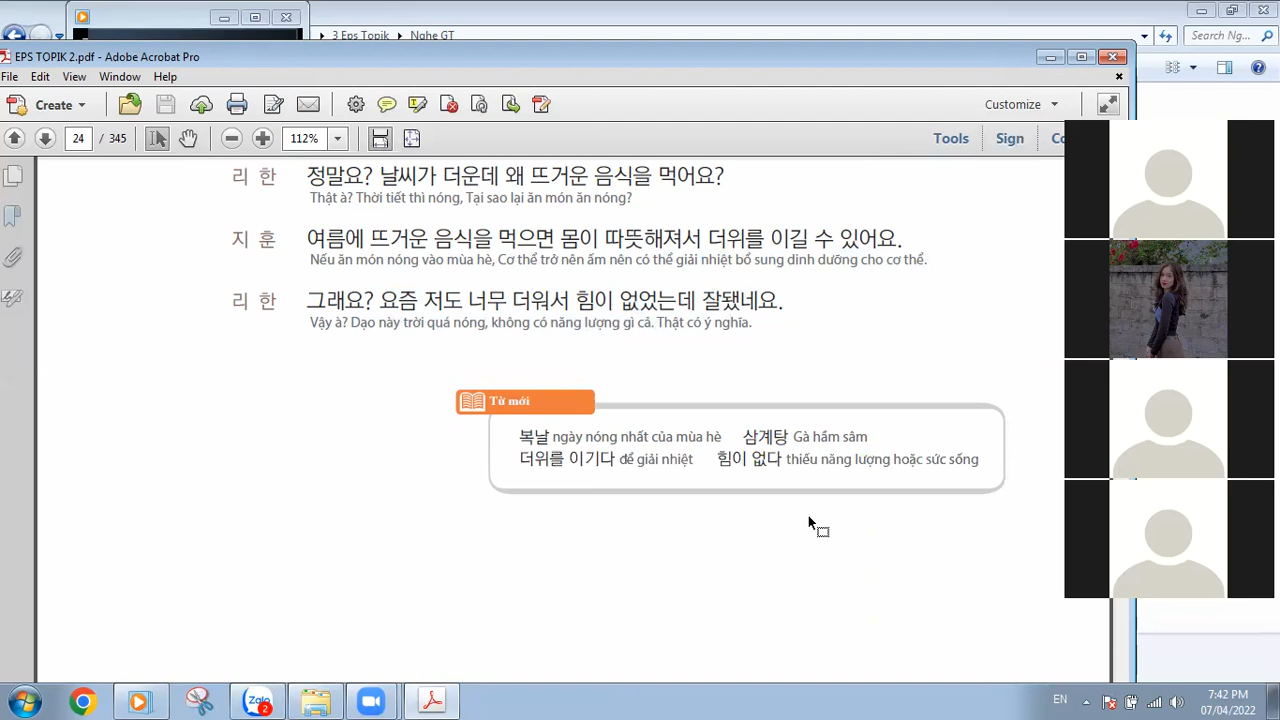 3 Eps Topik Nghe GT
Search Ng...
EPS TOPIK 2.pdf - Adobe Acrobat Pro
File Edit View Window Help
Create Customize
24 / 345 112% Tools Sign Co
리 한 정말요? 날씨가 더운데 왜 뜨거운 음식을 먹어요?
Thật à? Thời tiết thì nóng, Tại sao lại ăn món ăn nóng?
지 훈 여름에 뜨거운 음식을 먹으면 몸이 따뜻해져서 더위를 이길 수 있어요.
Nếu ăn món nóng vào mùa hè, Cơ thể trở nên ấm nên có thể giải nhiệt bổ sung dinh dưỡng cho cơ thể.
리 한 그래요? 요즘 저도 너무 더워서 힘이 없었는데 잘됐네요.
Vậy à? Dạo này trời quá nóng, không có năng lượng gì cả. Thật có ý nghĩa.
Từ mới
복날 ngày nóng nhất của mùa hè 삼계탕 Gà hầm sâm
더위를 이기다 để giải nhiệt 힘이 없다 thiếu năng lượng hoặc sức sống
Zalo 2
EN
7:42 PM
07/04/2022